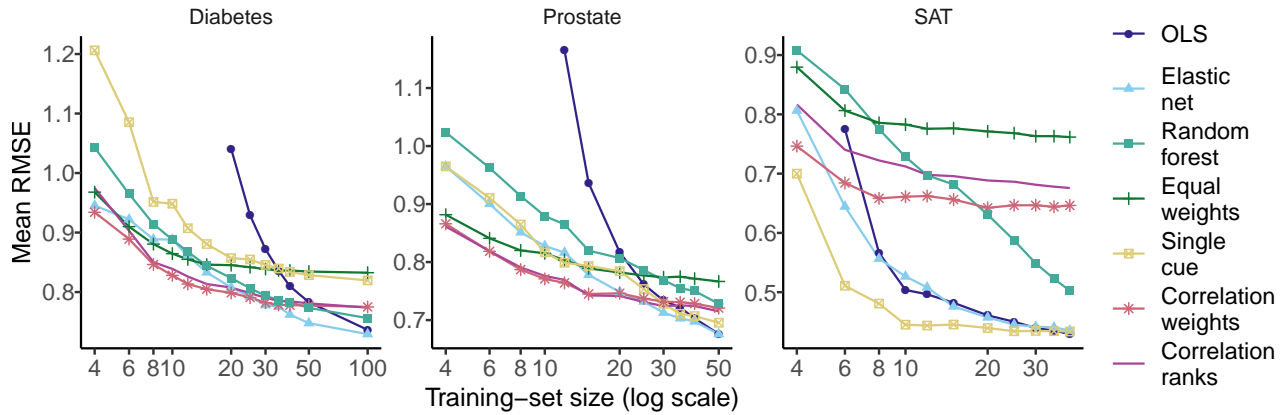 Diabetes
Prostate
SAT
Mean RMSE
1.2
1.1
1.0
0.9
0.8
4 6 8 10 20 30 50 100
1.1
1.0
0.9
0.8
0.7
4 6 8 10 20 30 50
0.9
0.8
0.7
0.6
0.5
4 6 8 10 20 30
Training−set size (log scale)
OLS
Elastic
net
Random
forest
Equal
weights
Single
cue
Correlation
weights
Correlation
ranks